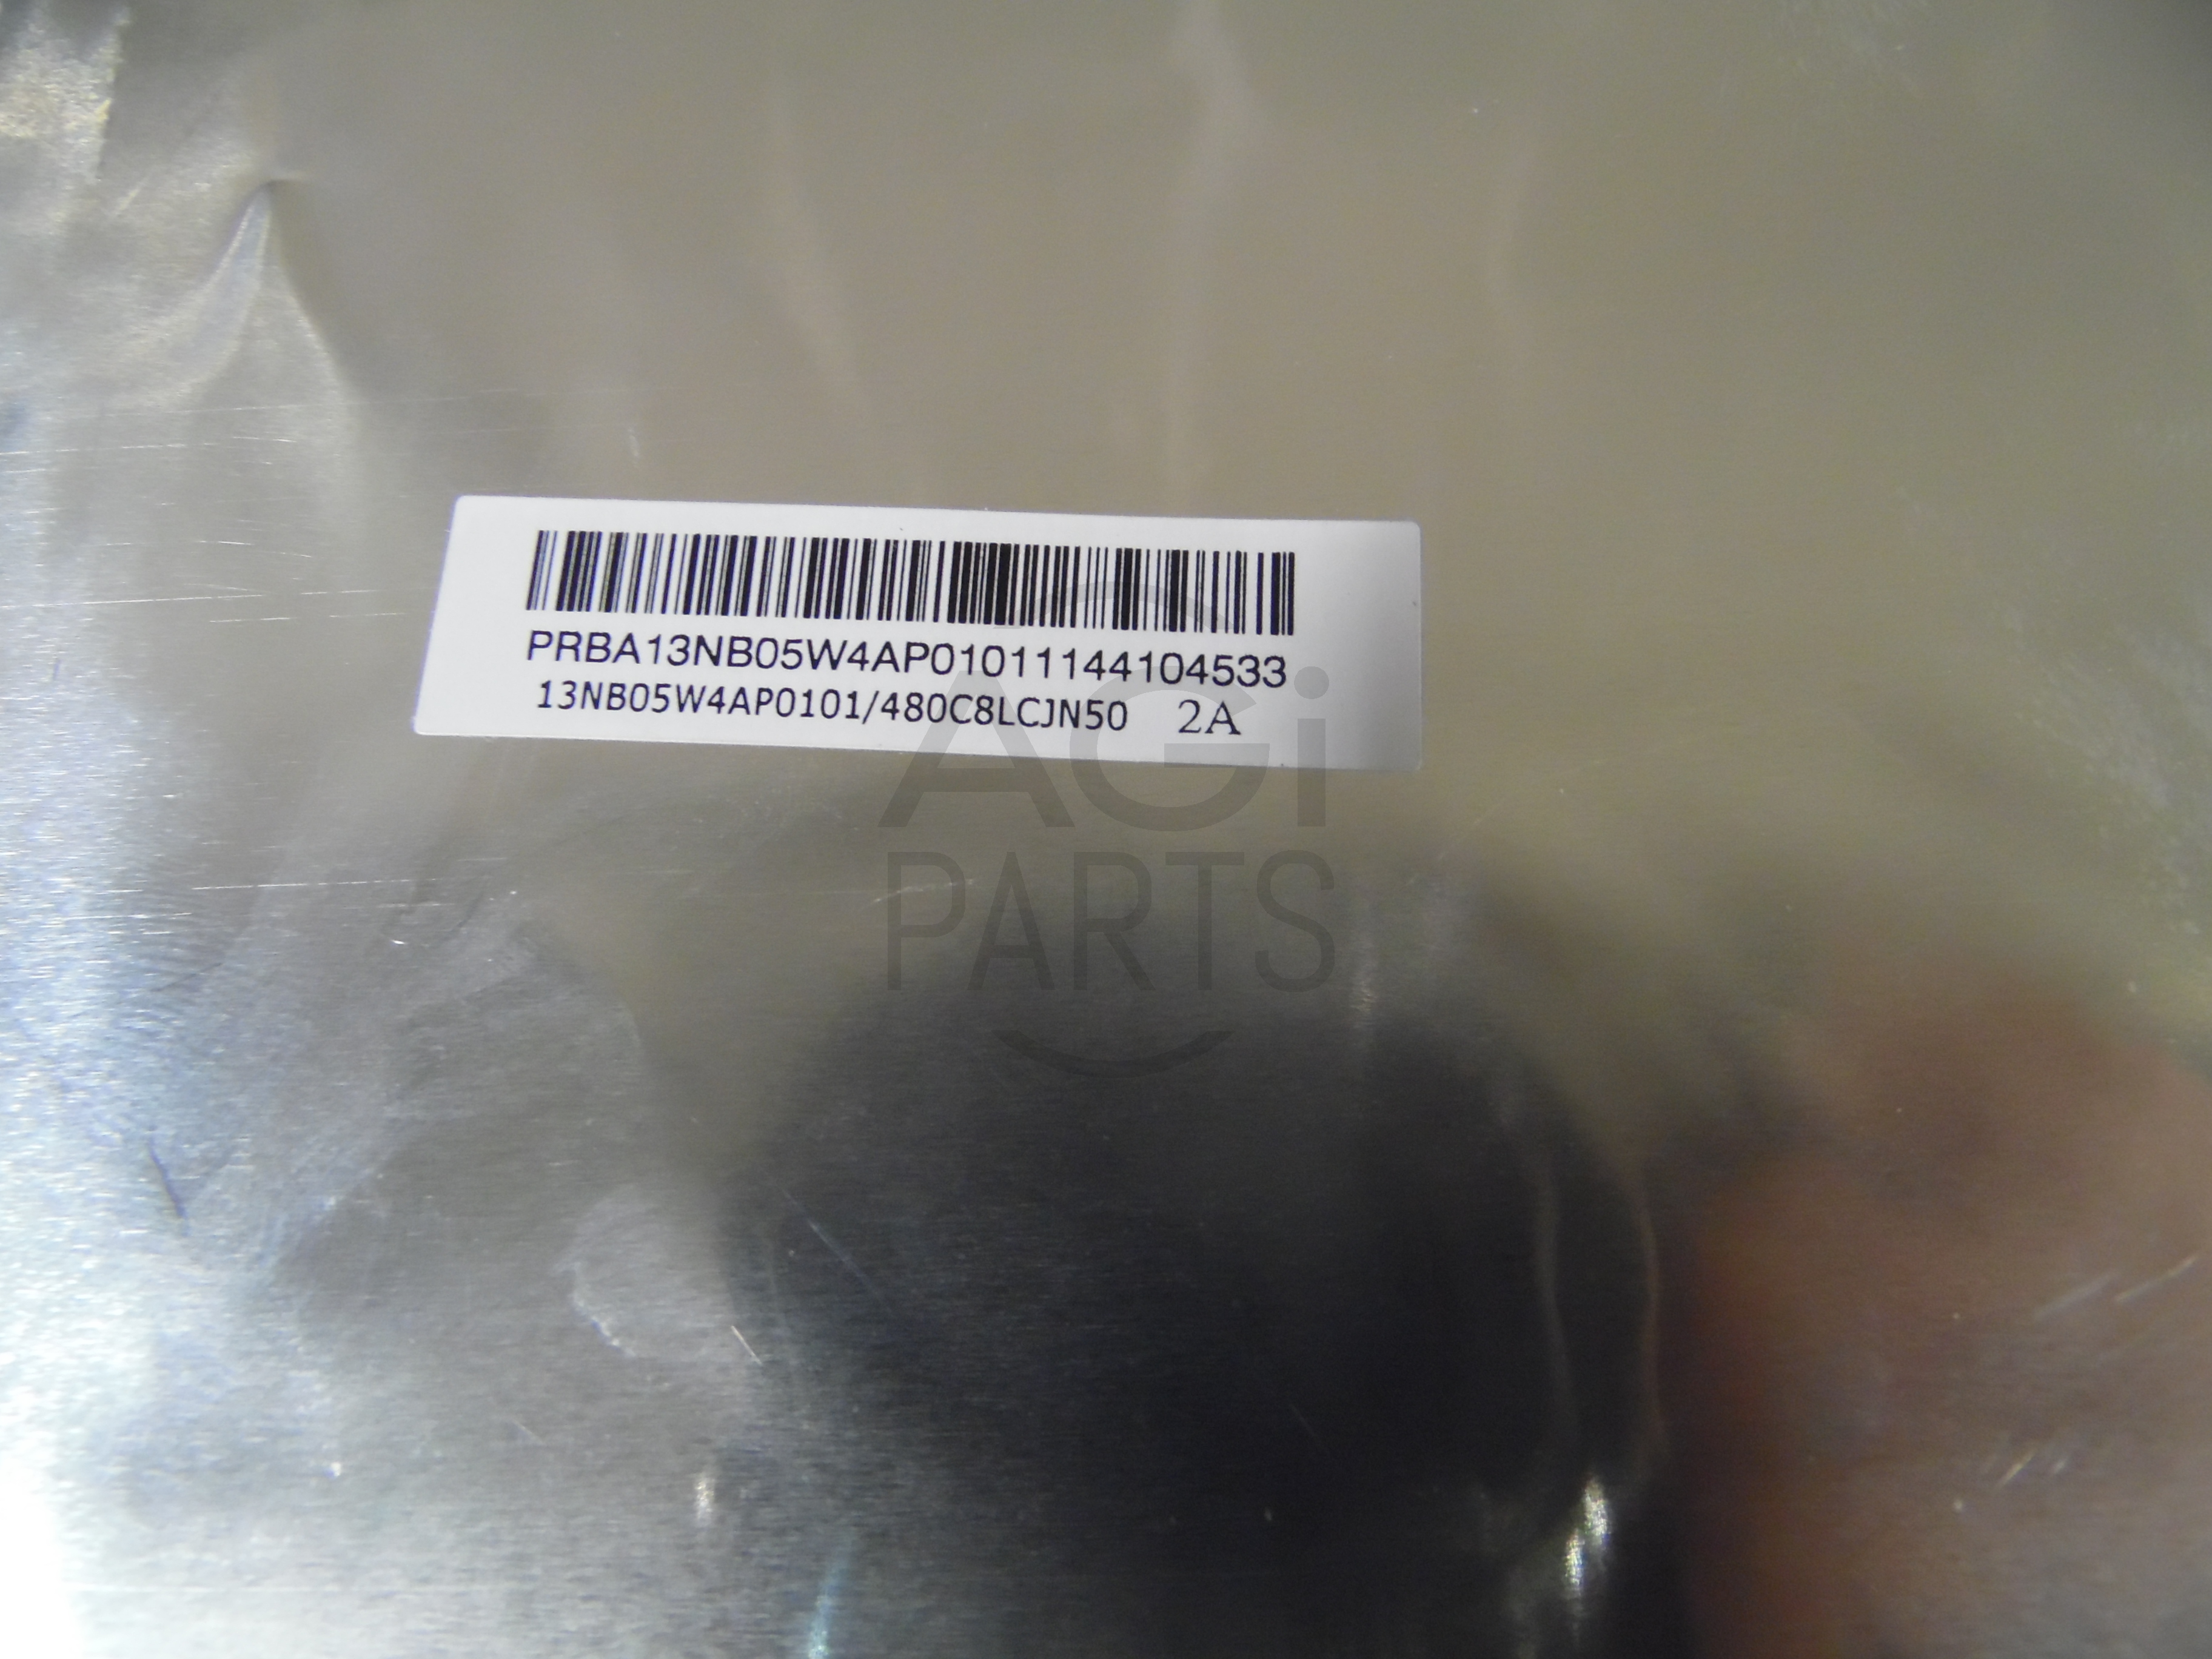 PRBA13NB05W4AP01011144104533
13NB05W4AP0101/480C8LCJN50 2A
AGi
PARTS